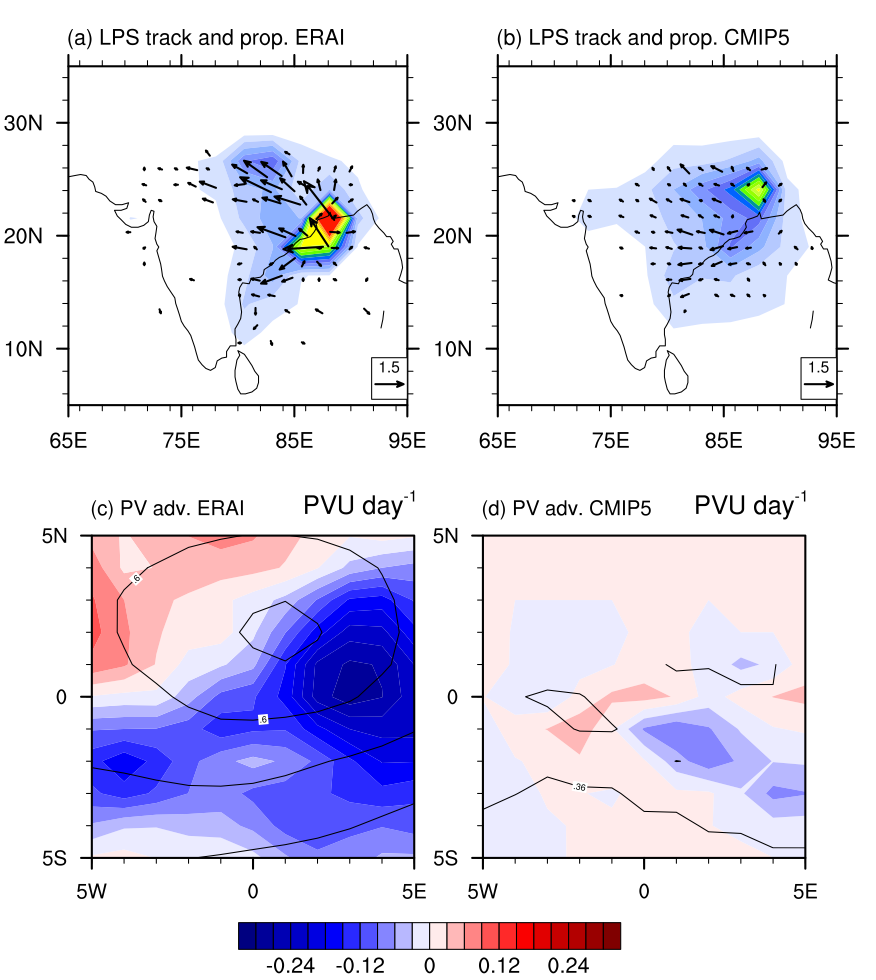 (a) LPS track and prop. ERAI
(b) LPS track and prop. CMIP5
30N
30N
20N
20N
10N
10N
1.5
1.5
65E 75E 85E 95E
65E 75E 85E 95E
(c) PV adv. ERAI PVU day-1
(d) PV adv. CMIP5 PVU day-1
5N
5N
.6
0
0
.6
.36
5S
5S
5W 0 5E
5W 0 5E
-0.24 -0.12 0 0.12 0.24